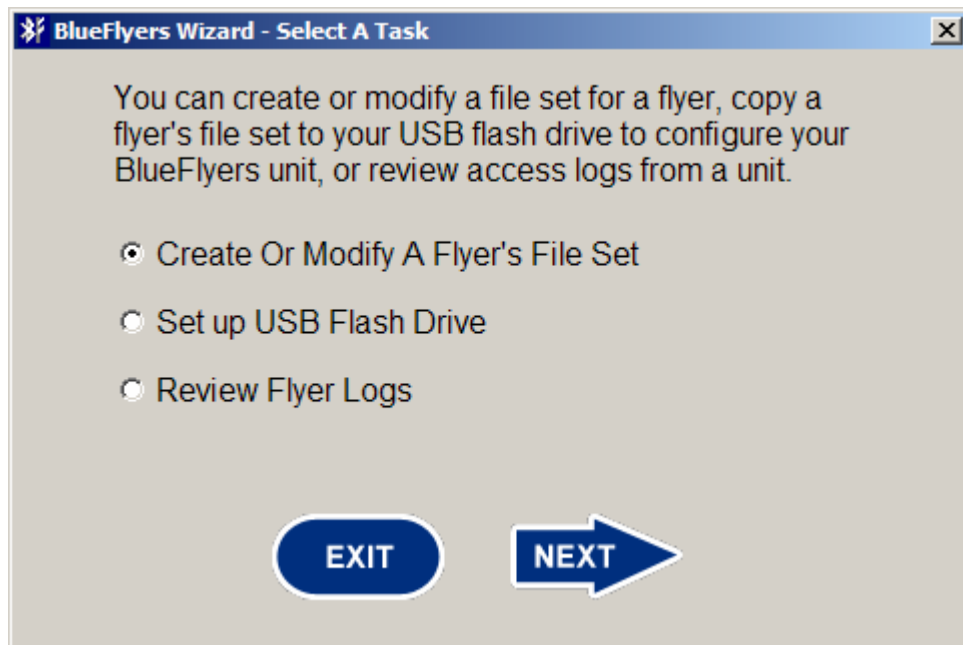 BlueFlyers Wizard - Select A Task
You can create or modify a file set for a flyer, copy a
flyer's file set to your USB flash drive to configure your
BlueFlyers unit, or review access logs from a unit.
Create Or Modify A Flyer's File Set
Set up USB Flash Drive
Review Flyer Logs
EXIT
NEXT